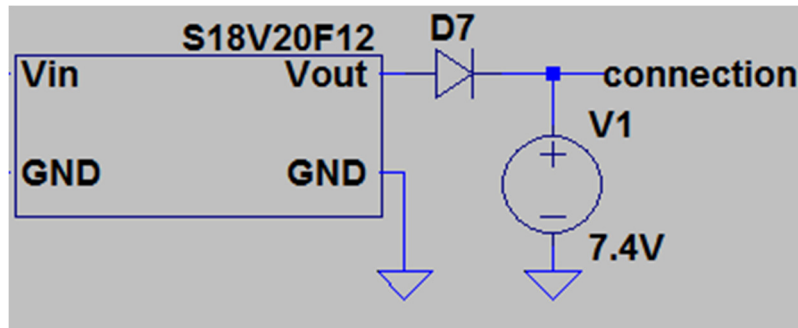 S18V20F12
D7
Vin
Vout
connection
V1
GND
GND
7.4V